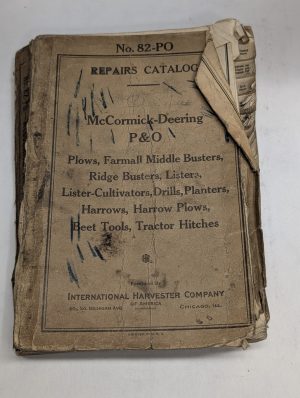 No. 82-PO
REPAIRS CATALOG
McCormick-Deering
P&O
Plows, Farmall Middle Busters,
Ridge Busters, Listers,
Lister-Cultivators, Drills, Planters,
Harrows, Harrow Plows,
Beet Tools, Tractor Hitches
INTERNATIONAL HARVESTER COMPANY
OF AMERICA
CHICAGO, ILL.